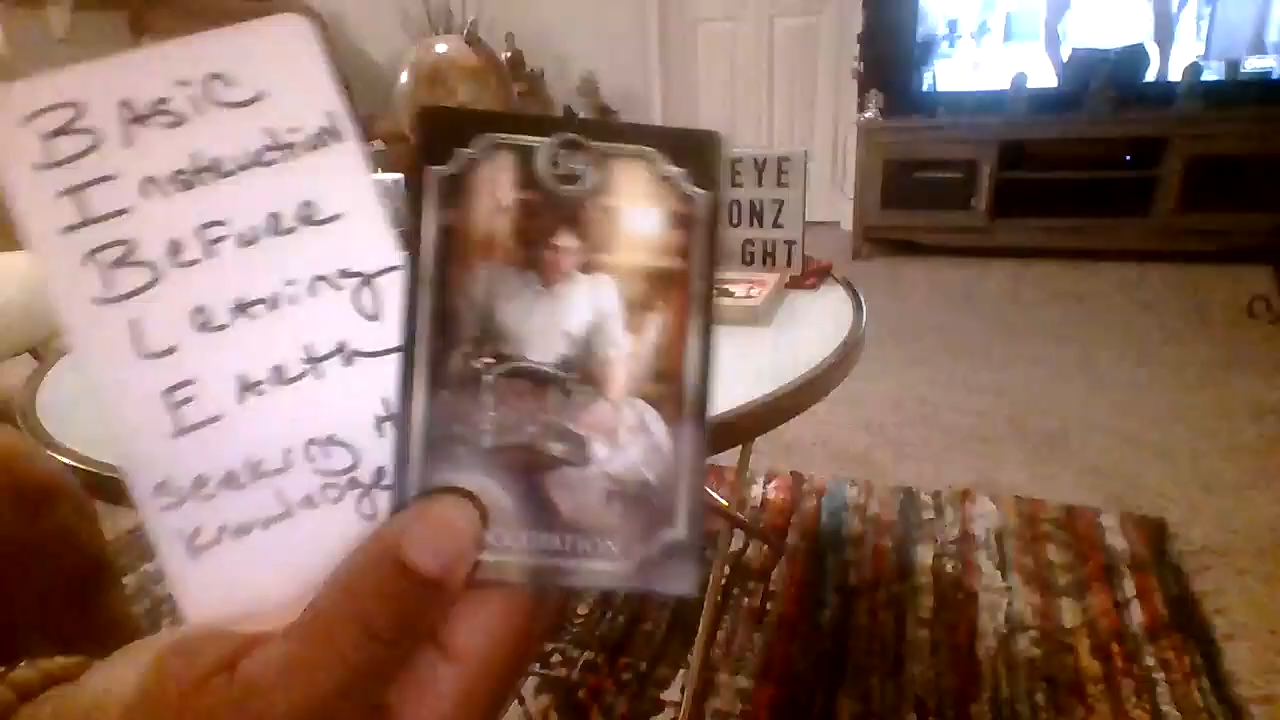 BAsic
Instruction
BeFore
Leaving
Earth
Seeking
Knowledge
G
EYE
ONZ
GHT